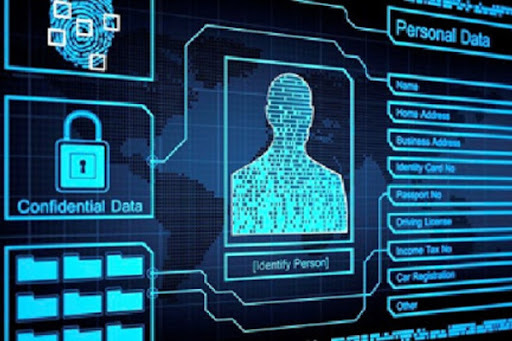 Personal Data
Name
Home Address
Business Address
Identity Card No
Passport No
Driving License
Income Tax No
Car Registration
Other
Confidential Data
[Identify Person]